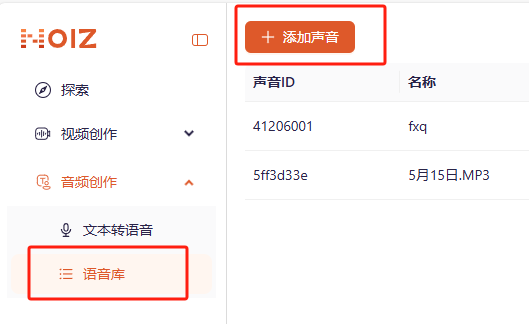 NOIZ
探索
视频创作
音频创作
文本转语音
语音库
+ 添加声音
声音ID 名称
41206001 fxq
5ff3d33e 5月15日.MP3